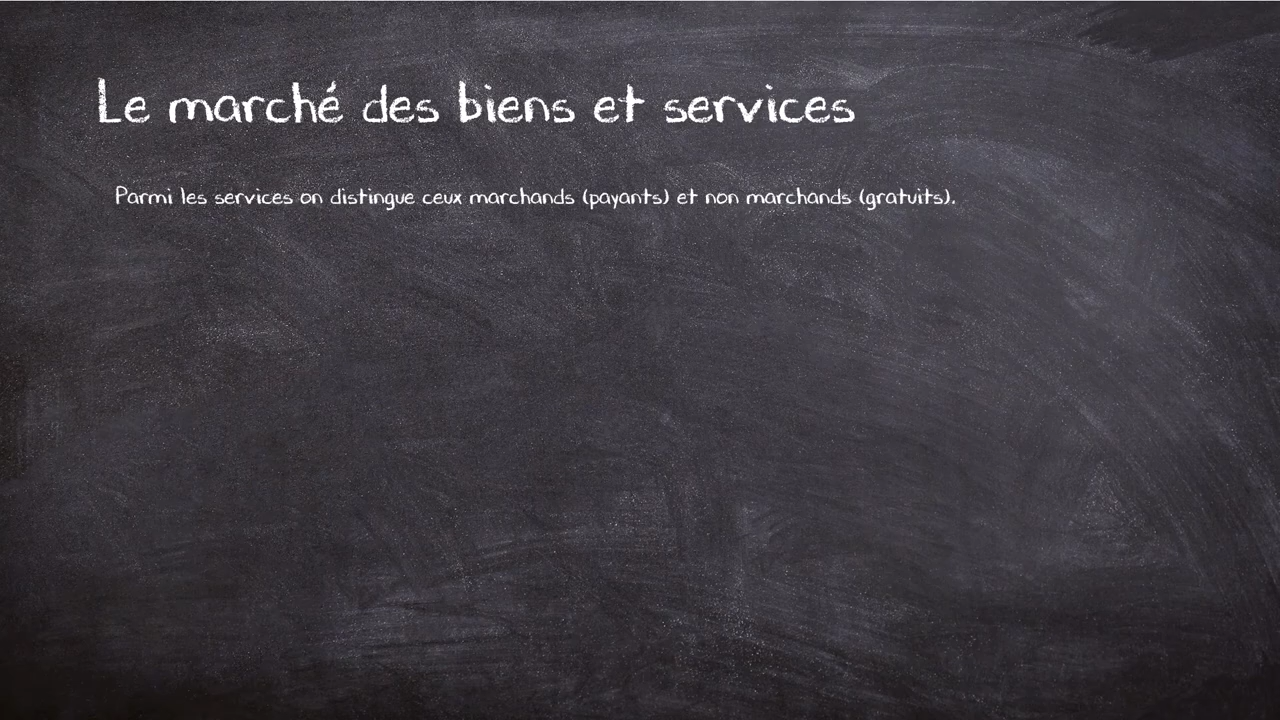 Le marché des biens et services
Parmi les services on distingue ceux marchands (payants) et non marchands (gratuits).